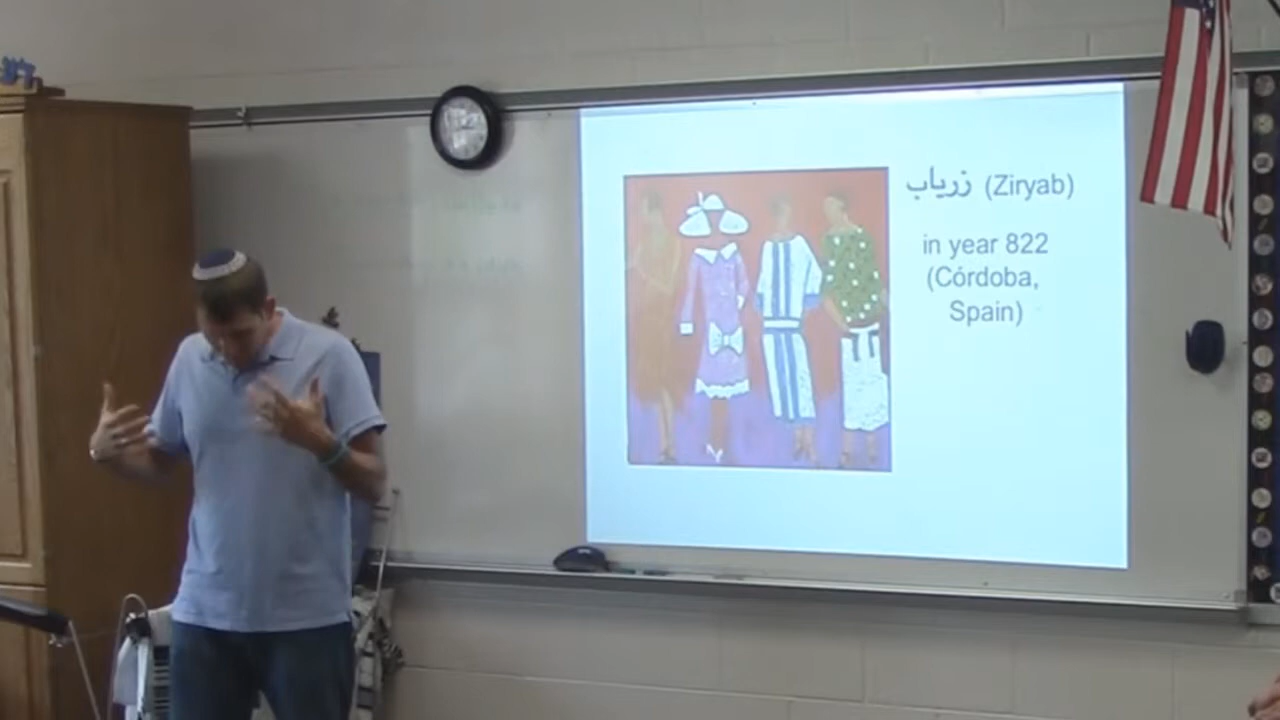 زرياب (Ziryab)
in year 822
(Córdoba,
Spain)